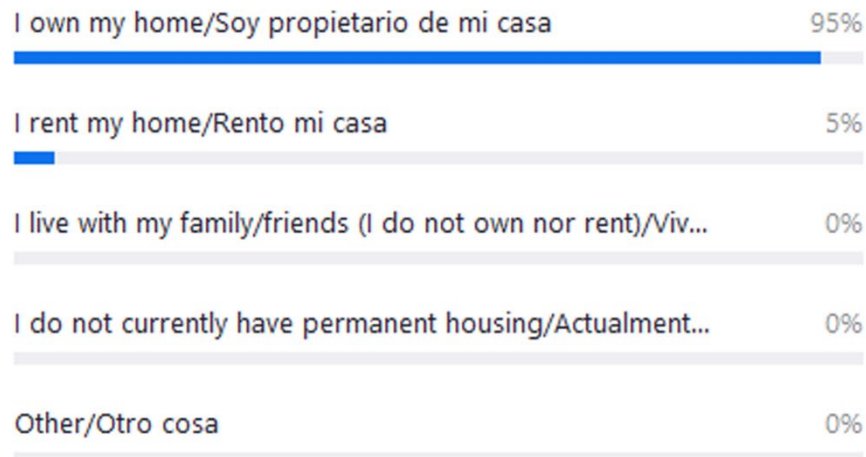 I own my home/Soy propietario de mi casa 95%
I rent my home/Rento mi casa 5%
I live with my family/friends (I do not own nor rent)/Viv... 0%
I do not currently have permanent housing/Actualment... 0%
Other/Otro cosa 0%